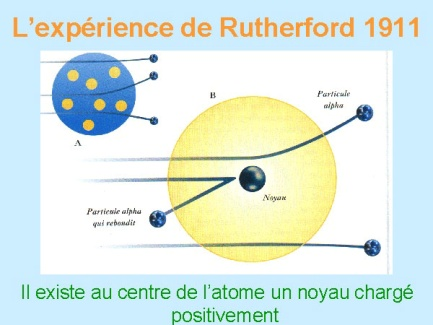 L’expérience de Rutherford 1911
B
Particule
alpha
A
Noyau
Particule alpha
qui rebondit
Il existe au centre de l’atome un noyau chargé
positivement